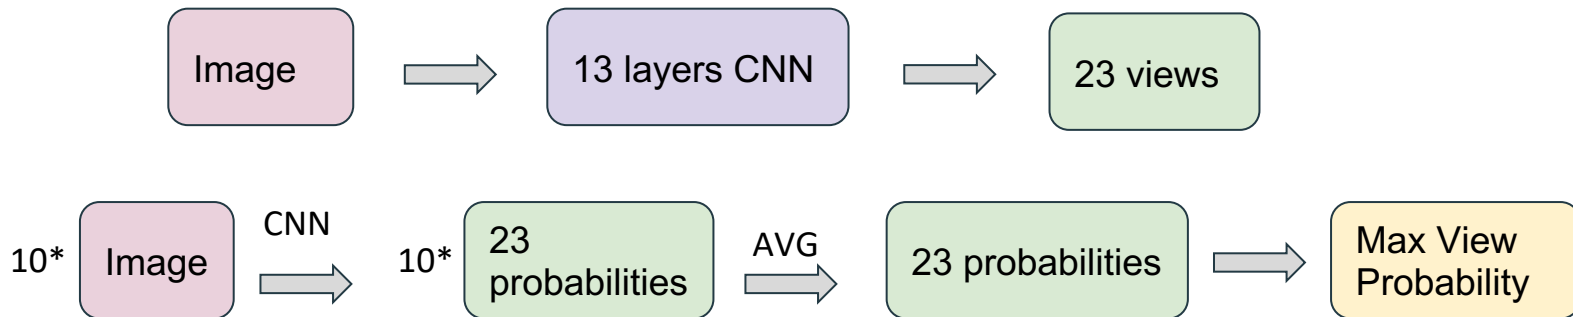 Image
13 layers CNN
23 views
10*
Image
CNN
10*
23
probabilities
AVG
23 probabilities
Max View
Probability